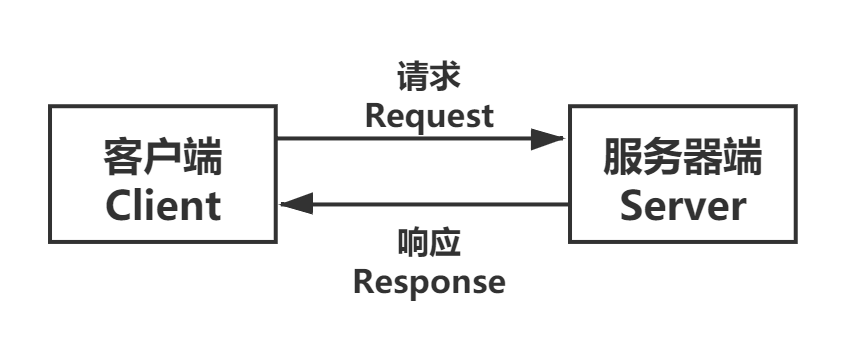 请求
Request
客户端
Client
服务器端
Server
响应
Response